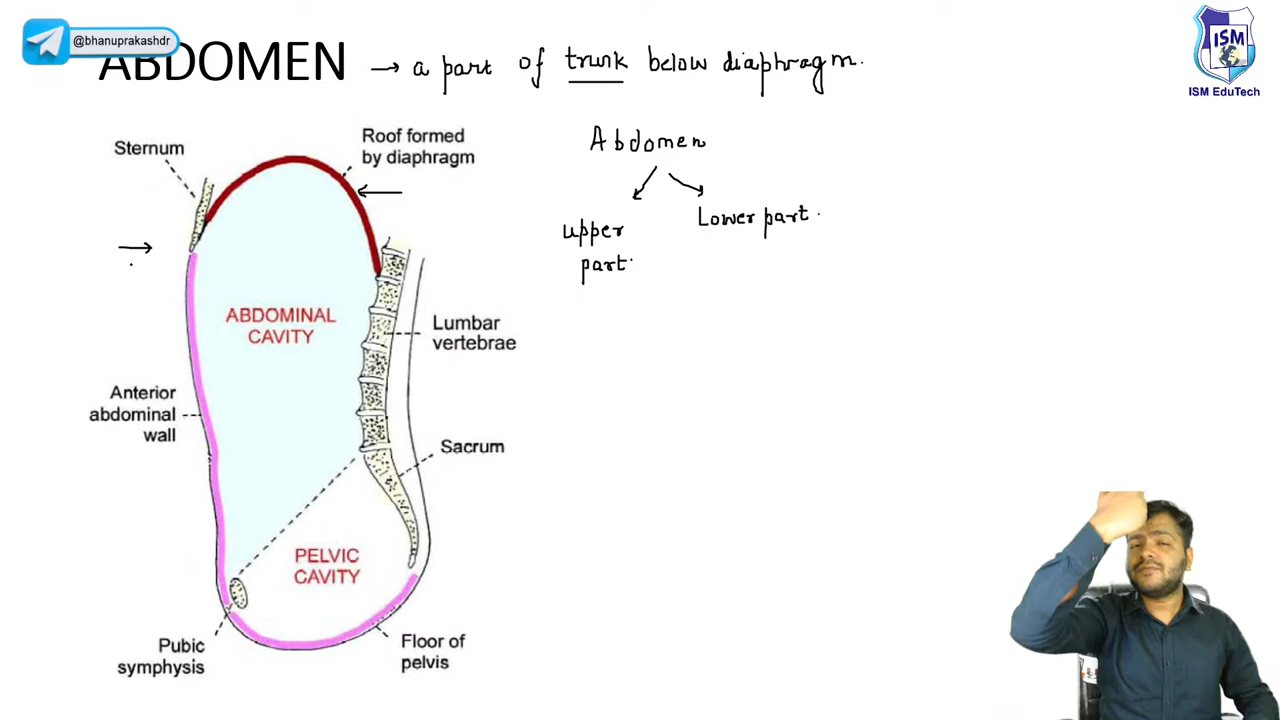 @bhanuprakashdr
ABDOMEN → a part of trunk below diaphragm.
ISM
ISM EduTech
Sternum
Roof formed
by diaphragm
Abdomen
upper
part.
Lower part.
ABDOMINAL
CAVITY
Lumbar
vertebrae
Anterior
abdominal
wall
Sacrum
PELVIC
CAVITY
Pubic
symphysis
Floor of
pelvis